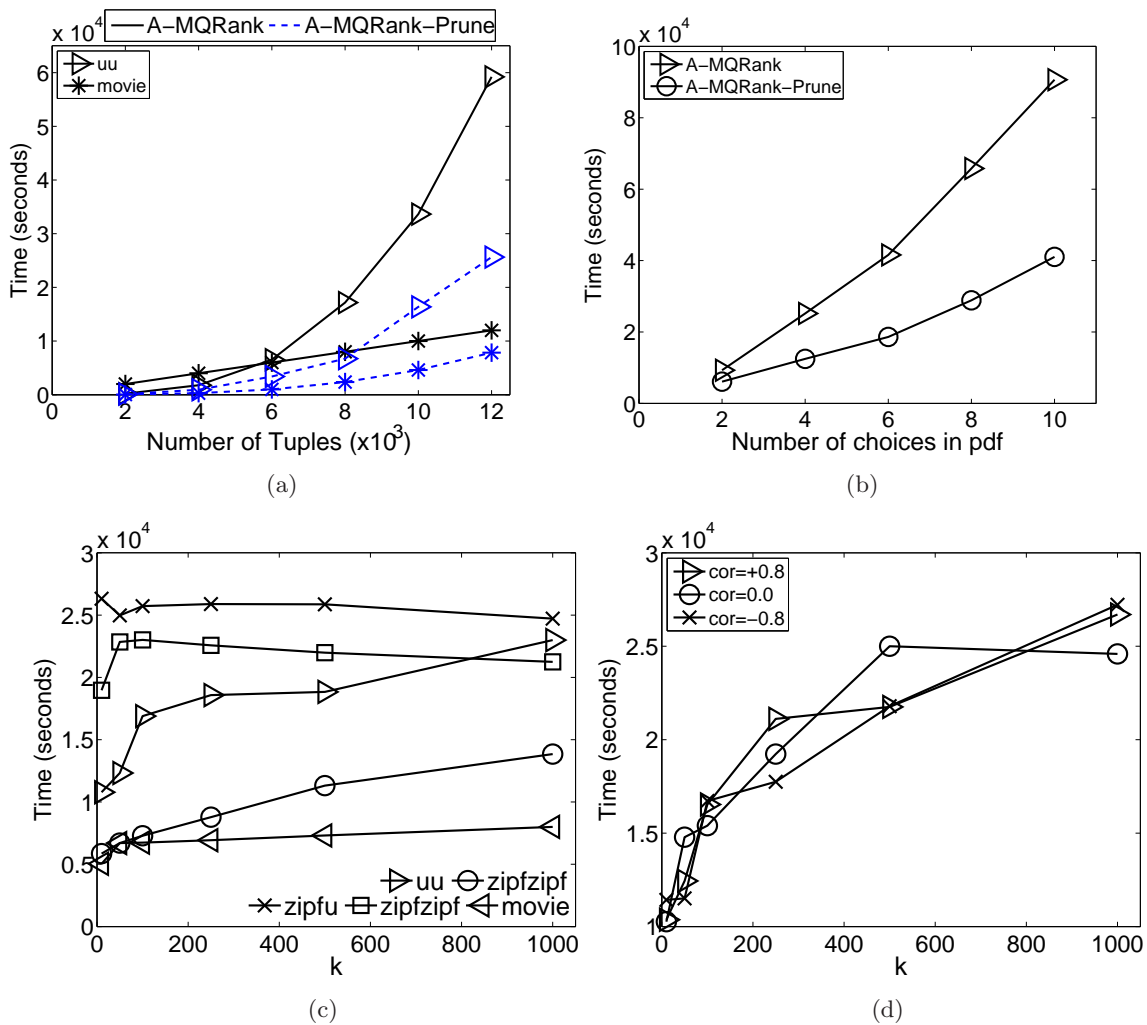 A−MQRank A−MQRank−Prune
x 10^4
uu
movie
6
5
4
3
2
1
0
Time (seconds)
0 2 4 6 8 10 12
Number of Tuples (x10^3)
(a)
x 10^4
A−MQRank
A−MQRank−Prune
10
8
6
4
2
0
Time (seconds)
0 2 4 6 8 10
Number of choices in pdf
(b)
x 10^4
3
2.5
2
1.5
1
0.5
0
Time (seconds)
uu zipfzipf
zipfu zipfzipf movie
0 200 400 600 800 1000
k
(c)
x 10^4
cor=+0.8
cor=0.0
cor=−0.8
3
2.5
2
1.5
1
Time (seconds)
0 200 400 600 800 1000
k
(d)